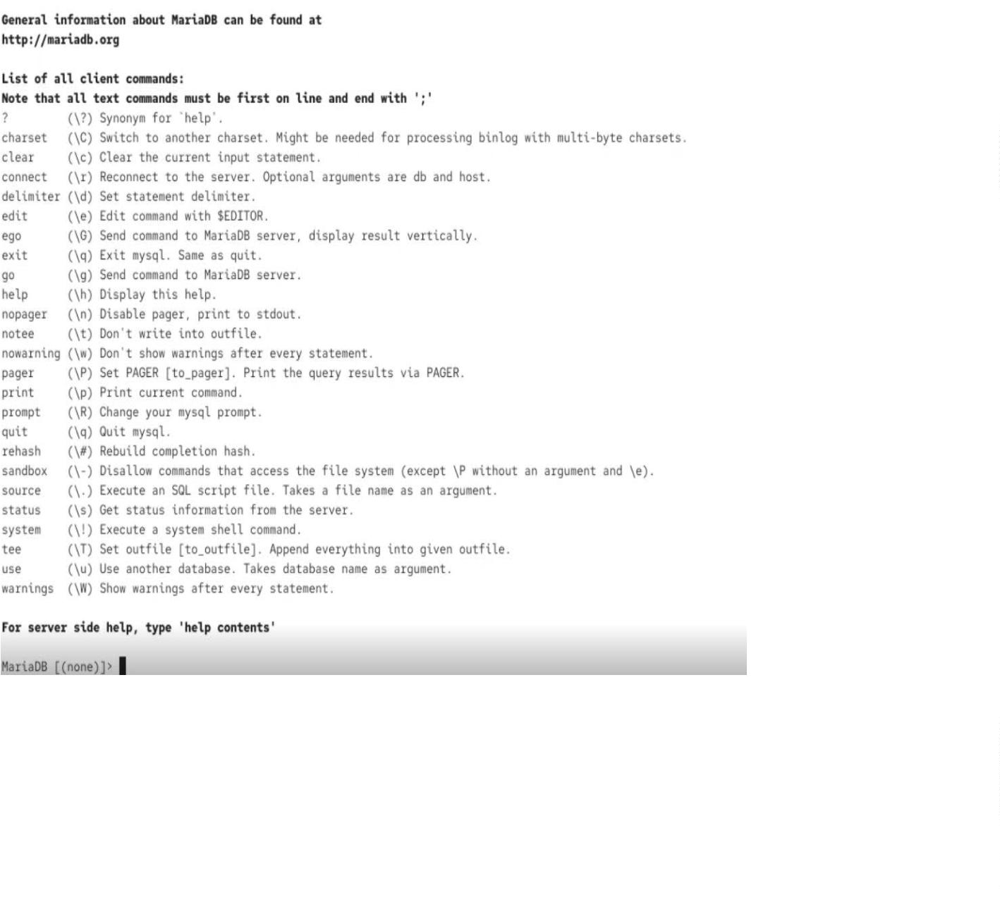 General information about MariaDB can be found at
http://mariadb.org
List of all client commands:
Note that all text commands must be first on line and end with ';'
? (\?) Synonym for `help'.
charset (\C) Switch to another charset. Might be needed for processing binlog with multi-byte charsets.
clear (\c) Clear the current input statement.
connect (\r) Reconnect to the server. Optional arguments are db and host.
delimiter (\d) Set statement delimiter.
edit (\e) Edit command with $EDITOR.
ego (\G) Send command to MariaDB server, display result vertically.
exit (\q) Exit mysql. Same as quit.
go (\g) Send command to MariaDB server.
help (\h) Display this help.
nopager (\n) Disable pager, print to stdout.
notee (\t) Don't write into outfile.
nowarning (\w) Don't show warnings after every statement.
pager (\P) Set PAGER [to_pager]. Print the query results via PAGER.
print (\p) Print current command.
prompt (\R) Change your mysql prompt.
quit (\q) Quit mysql.
rehash (\#) Rebuild completion hash.
sandbox (\-) Disallow commands that access the file system (except \P without an argument and \e).
source (\.) Execute an SQL script file. Takes a file name as an argument.
status (\s) Get status information from the server.
system (\!) Execute a system shell command.
tee (\T) Set outfile [to_outfile]. Append everything into given outfile.
use (\u) Use another database. Takes database name as argument.
warnings (\W) Show warnings after every statement.
For server side help, type 'help contents'
MariaDB [(none)]>